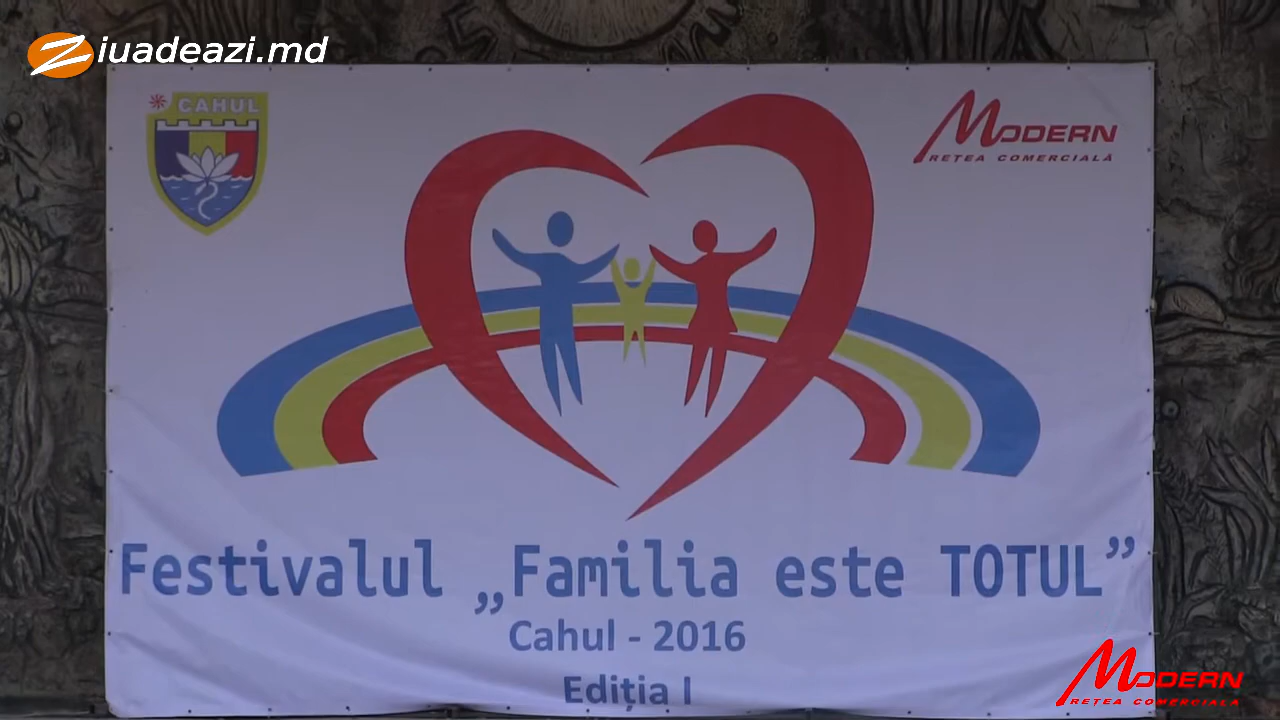 Ziuadeazi.md
CAHUL
MODERN
REȚEA COMERCIALĂ
Festivalul „Familia este TOTUL”
Cahul - 2016
Ediția I
MODERN
REȚEA COMERCIALĂ